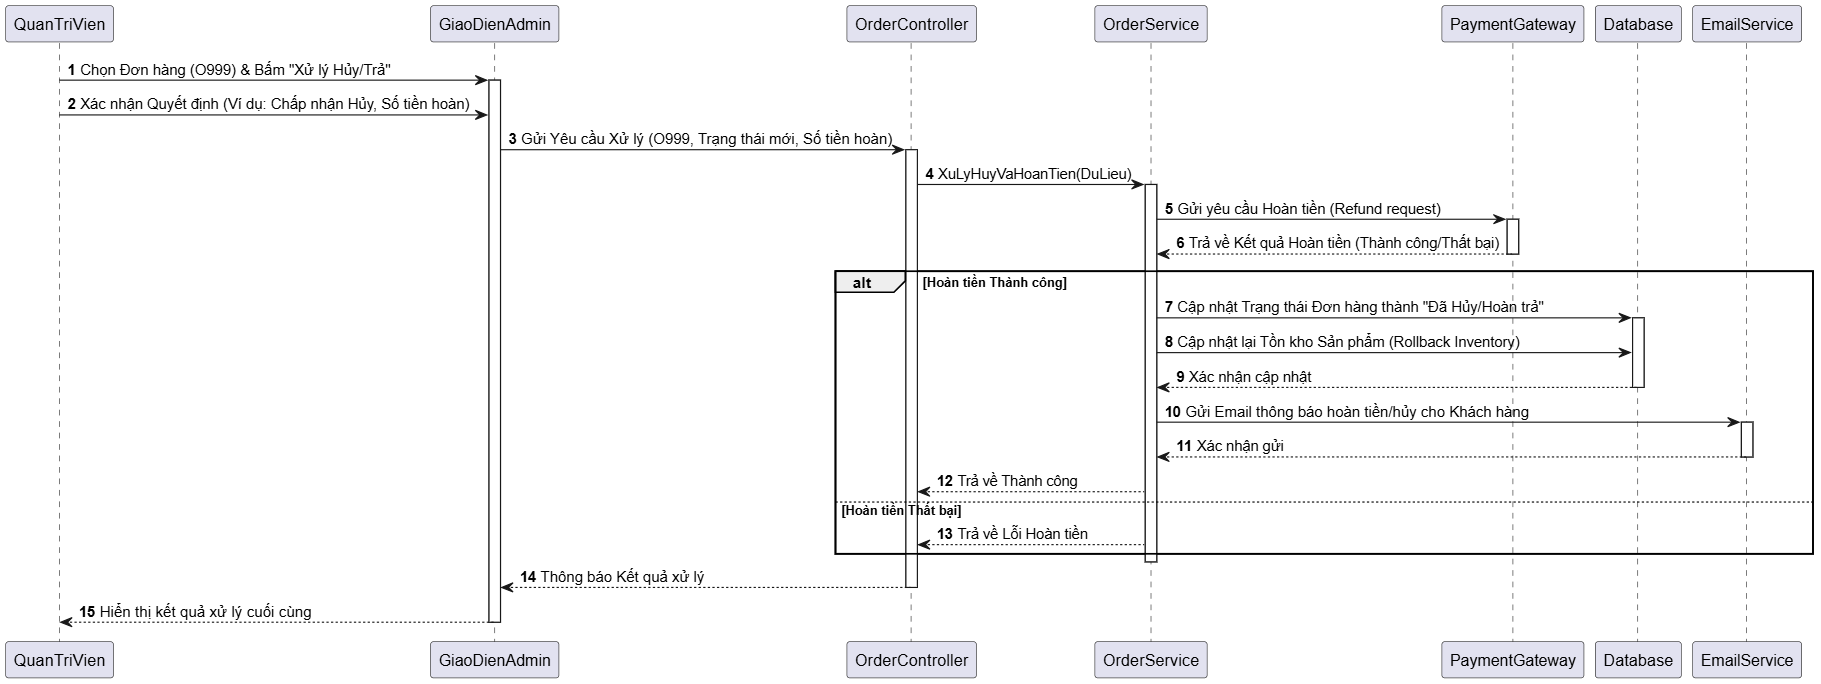 QuanTriVien
GiaoDienAdmin
OrderController
OrderService
PaymentGateway
Database
EmailService
1 Chọn Đơn hàng (O999) & Bấm "Xử lý Hủy/Trả"
2 Xác nhận Quyết định (Ví dụ: Chấp nhận Hủy, Số tiền hoàn)
3 Gửi Yêu cầu Xử lý (O999, Trạng thái mới, Số tiền hoàn)
4 XuLyHuyVaHoanTien(DuLieu)
5 Gửi yêu cầu Hoàn tiền (Refund request)
6 Trả về Kết quả Hoàn tiền (Thành công/Thất bại)
alt [Hoàn tiền Thành công]
7 Cập nhật Trạng thái Đơn hàng thành "Đã Hủy/Hoàn trả"
8 Cập nhật lại Tồn kho Sản phẩm (Rollback Inventory)
9 Xác nhận cập nhật
10 Gửi Email thông báo hoàn tiền/hủy cho Khách hàng
11 Xác nhận gửi
12 Trả về Thành công
[Hoàn tiền Thất bại]
13 Trả về Lỗi Hoàn tiền
14 Thông báo Kết quả xử lý
15 Hiển thị kết quả xử lý cuối cùng
QuanTriVien
GiaoDienAdmin
OrderController
OrderService
PaymentGateway
Database
EmailService